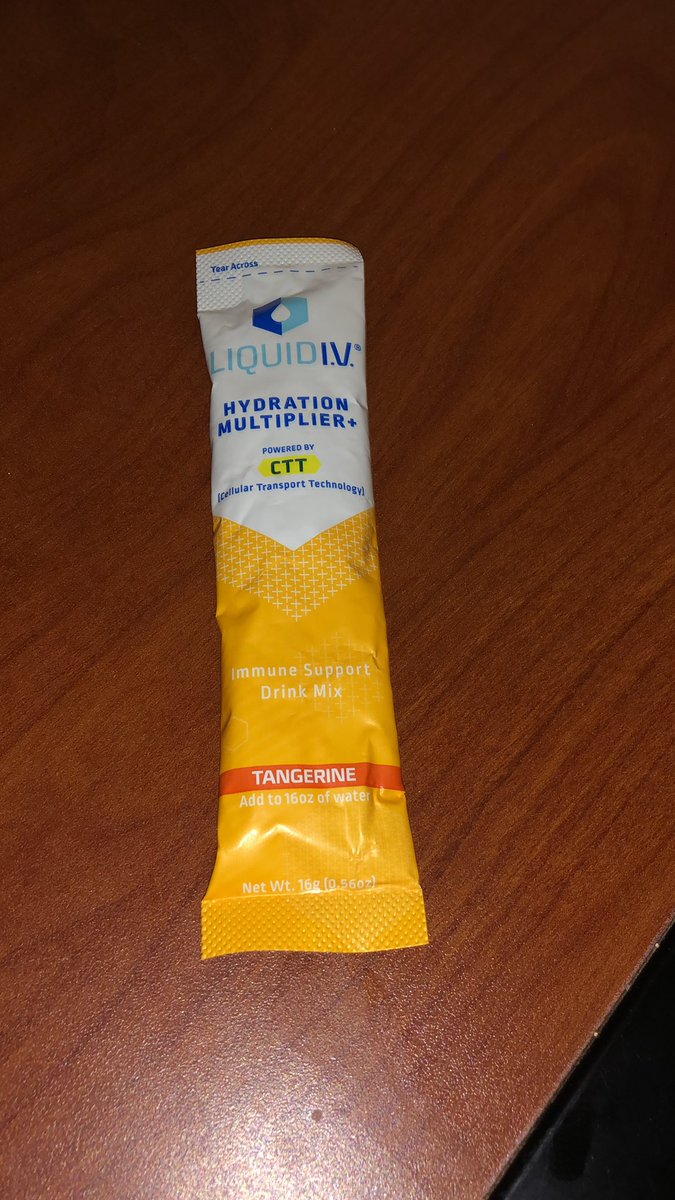 Tear Across
LIQUID I.V.®
HYDRATION
MULTIPLIER+
POWERED BY
CTT
(Cellular Transport Technology)
Immune Support
Drink Mix
TANGERINE
Add to 16oz of water
Net Wt. 16g (0.56oz)